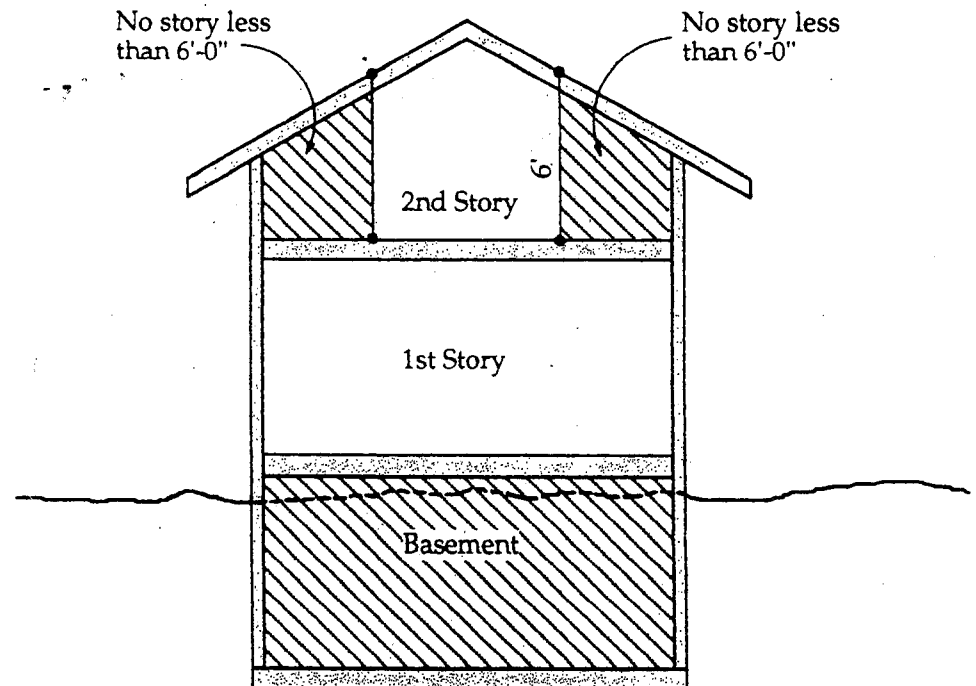 No story less
than 6'-0"
No story less
than 6'-0"
6'
2nd Story
1st Story
Basement